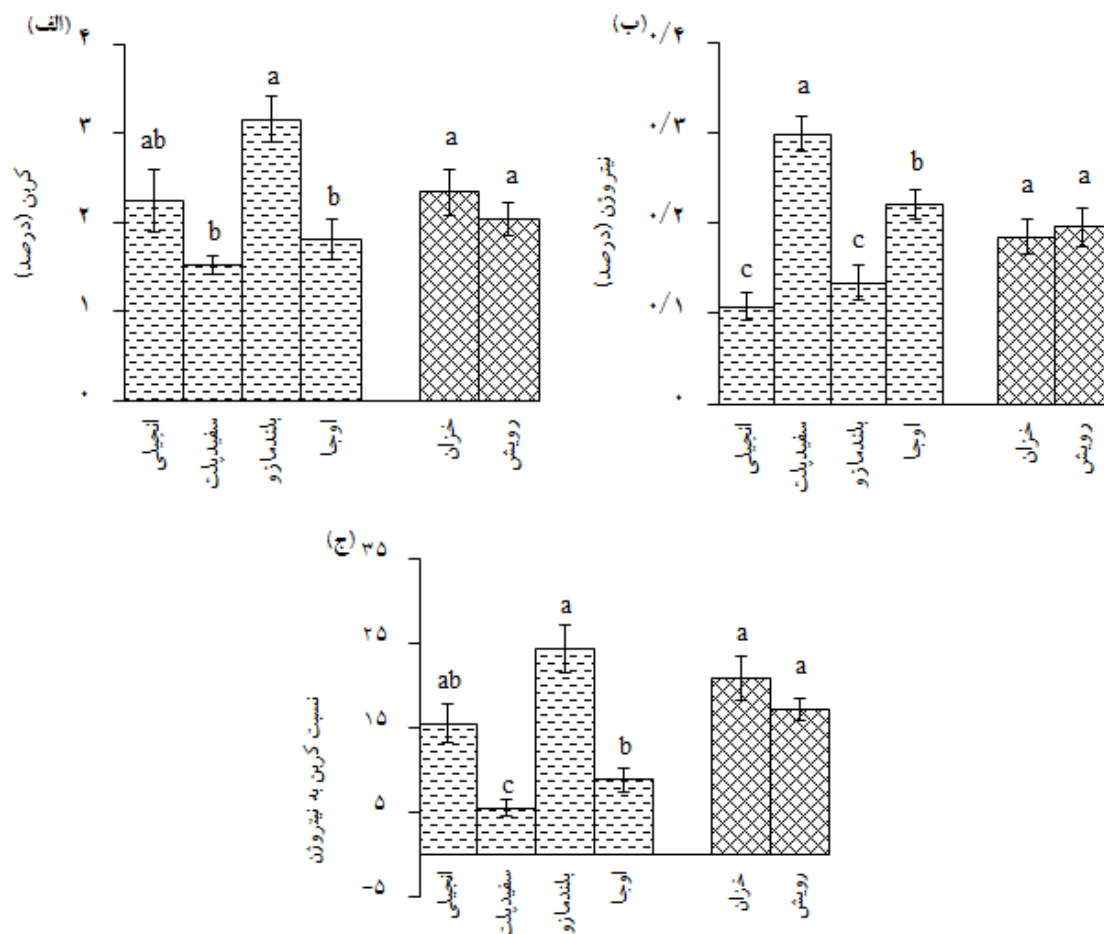 (الف)
۴
۳
۲
۱
۰
کربن (درصد)
ab
b
a
b
a
a
انجیلی
سفیدپلت
بلندمازو
اوجا
خزان
رویش
(ب)
۰/۴
۰/۳
۰/۲
۰/۱
۰
نیتروژن (درصد)
c
a
c
b
a
a
انجیلی
سفیدپلت
بلندمازو
اوجا
خزان
رویش
(ج)
۳۵
۲۵
۱۵
۵
-۵
نسبت کربن به نیتروژن
ab
c
a
b
a
a
انجیلی
سفیدپلت
بلندمازو
اوجا
خزان
رویش